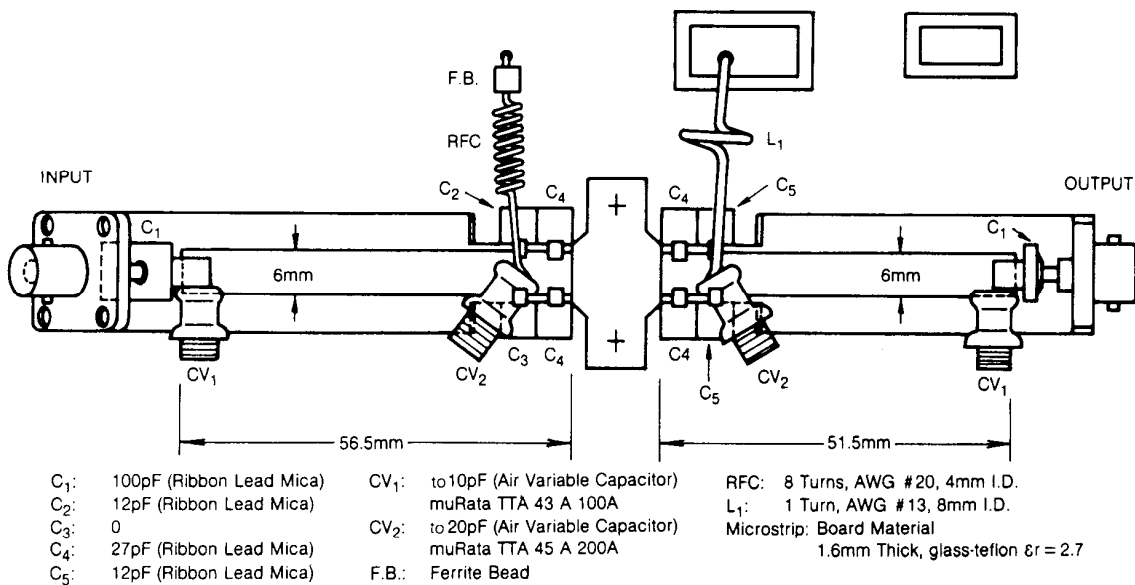 F.B.
RFC
L₁
INPUT
C₂
C₄
C₄
C₅
OUTPUT
C₁
C₁
6mm
6mm
CV₁
CV₂
C₃
C₄
C₄
C₅
CV₂
CV₁
56.5mm
51.5mm
C₁: 100pF (Ribbon Lead Mica)
C₂: 12pF (Ribbon Lead Mica)
C₃: 0
C₄: 27pF (Ribbon Lead Mica)
C₅: 12pF (Ribbon Lead Mica)
CV₁: to 10pF (Air Variable Capacitor)
muRata TTA 43 A 100A
CV₂: to 20pF (Air Variable Capacitor)
muRata TTA 45 A 200A
F.B.: Ferrite Bead
RFC: 8 Turns, AWG #20, 4mm I.D.
L₁: 1 Turn, AWG #13, 8mm I.D.
Microstrip: Board Material
1.6mm Thick, glass-teflon εr = 2.7